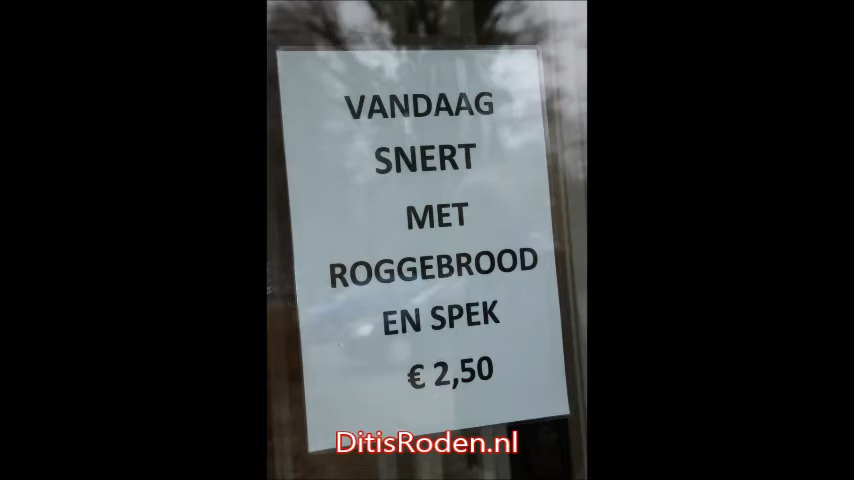 VANDAAG
SNERT
MET
ROGGEBROOD
EN SPEK
€ 2,50
DitisRoden.nl